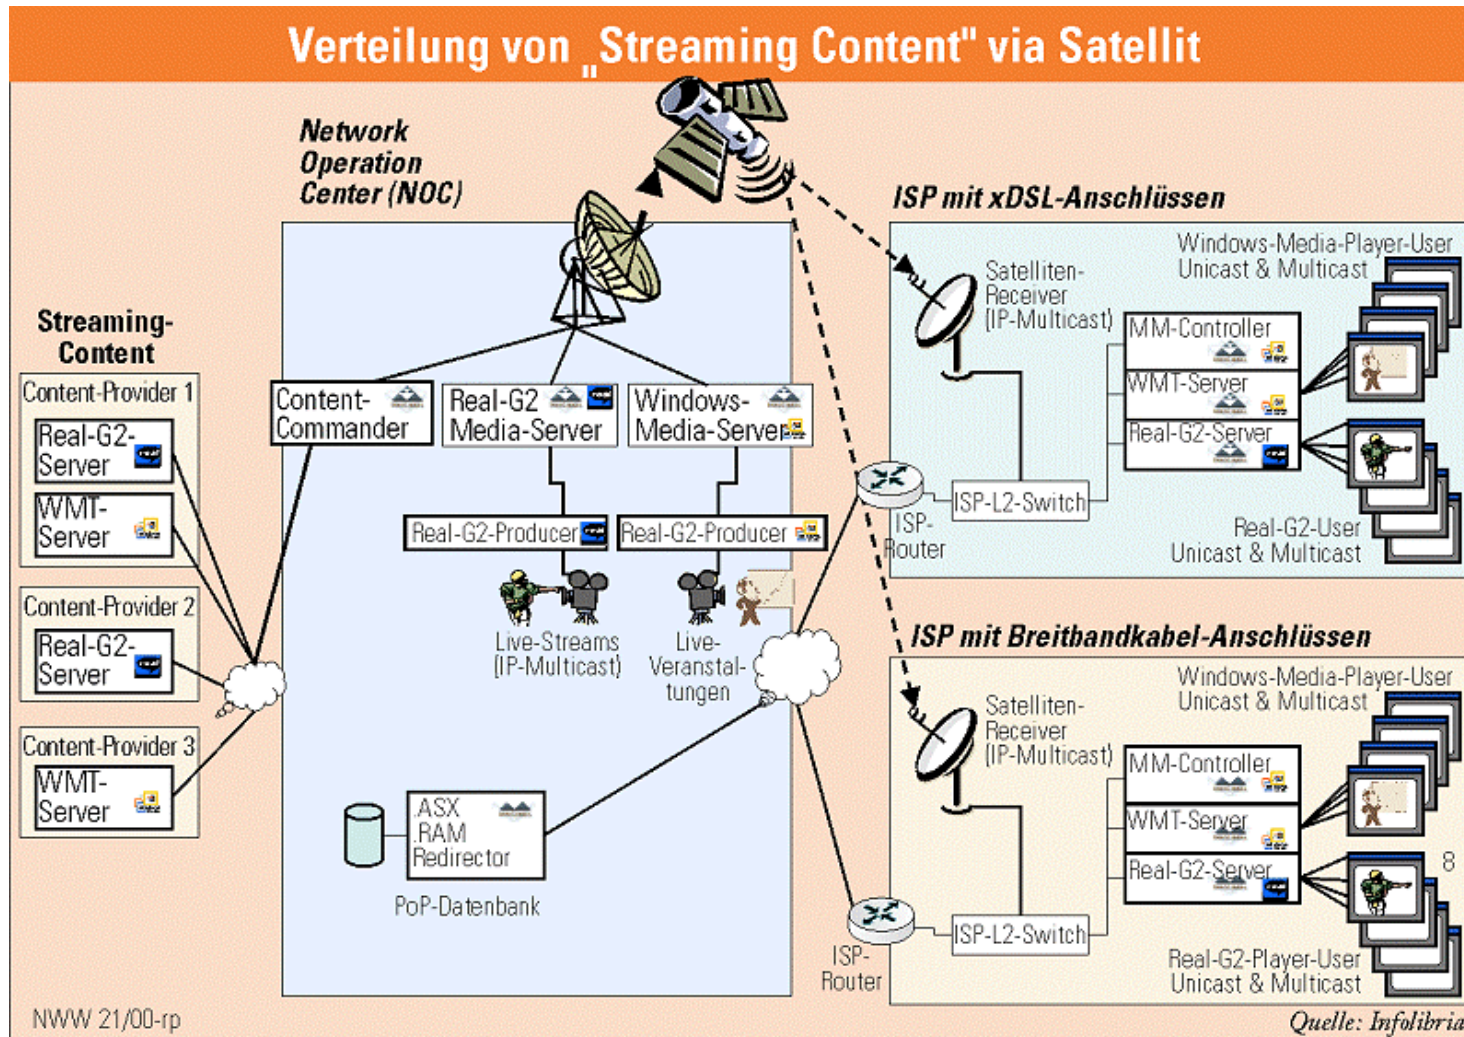 Verteilung von „Streaming Content" via Satellit
Network
Operation
Center (NOC)
Streaming-
Content
Content-Provider 1
Real-G2-
Server
WMT-
Server
Content-Provider 2
Real-G2-
Server
Content-Provider 3
WMT-
Server
Content-
Commander
Real-G2
Media-Server
Windows-
Media-Server
Real-G2-Producer
Real-G2-Producer
Live-Streams
(IP-Multicast)
Live-
Veranstal-
tungen
.ASX
.RAM
Redirector
PoP-Datenbank
ISP mit xDSL-Anschlüssen
Windows-Media-Player-User
Unicast & Multicast
Satelliten-
Receiver
(IP-Multicast)
MM-Controller
WMT-Server
Real-G2-Server
ISP-L2-Switch
ISP-
Router
Real-G2-User
Unicast & Multicast
ISP mit Breitbandkabel-Anschlüssen
Windows-Media-Player-User
Unicast & Multicast
Satelliten-
Receiver
(IP-Multicast)
MM-Controller
WMT-Server
Real-G2-Server
8
ISP-L2-Switch
ISP-
Router
Real-G2-Player-User
Unicast & Multicast
NWW 21/00-rp
Quelle: Infolibria